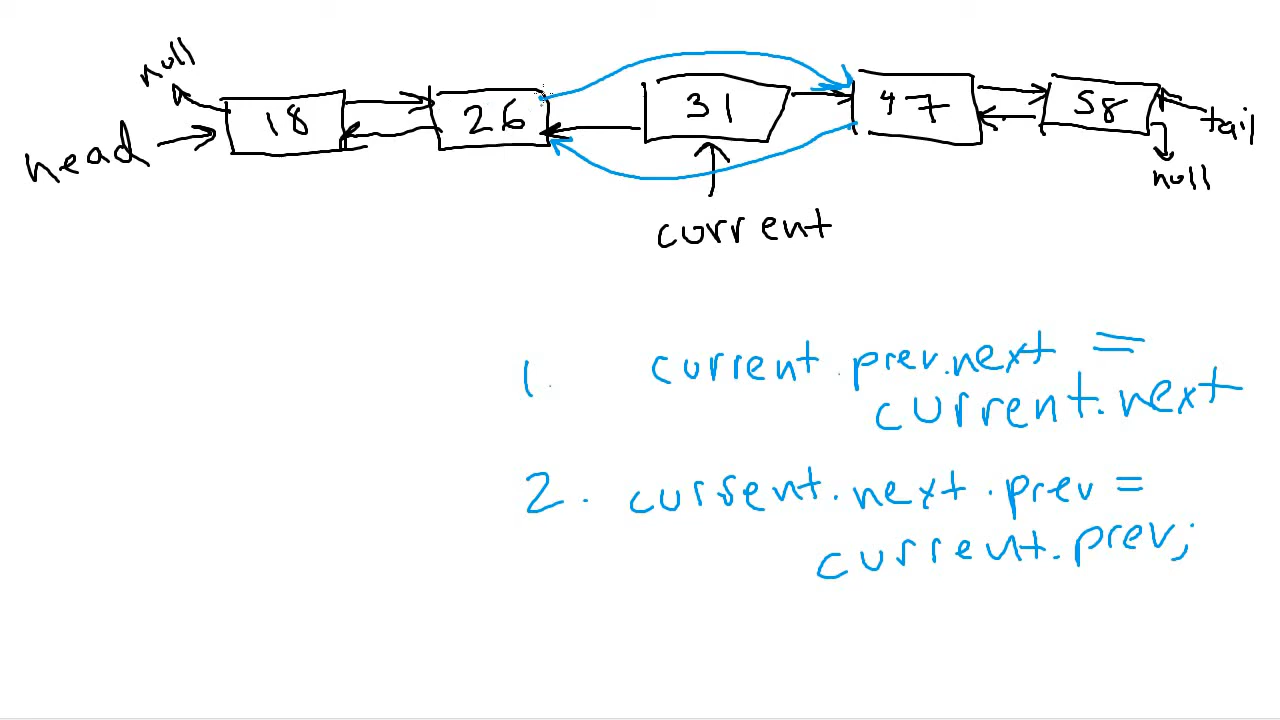 null
head 18 26 31 47 58 tail
null
current
1. current.prev.next =
current.next
2. current.next.prev =
current.prev;